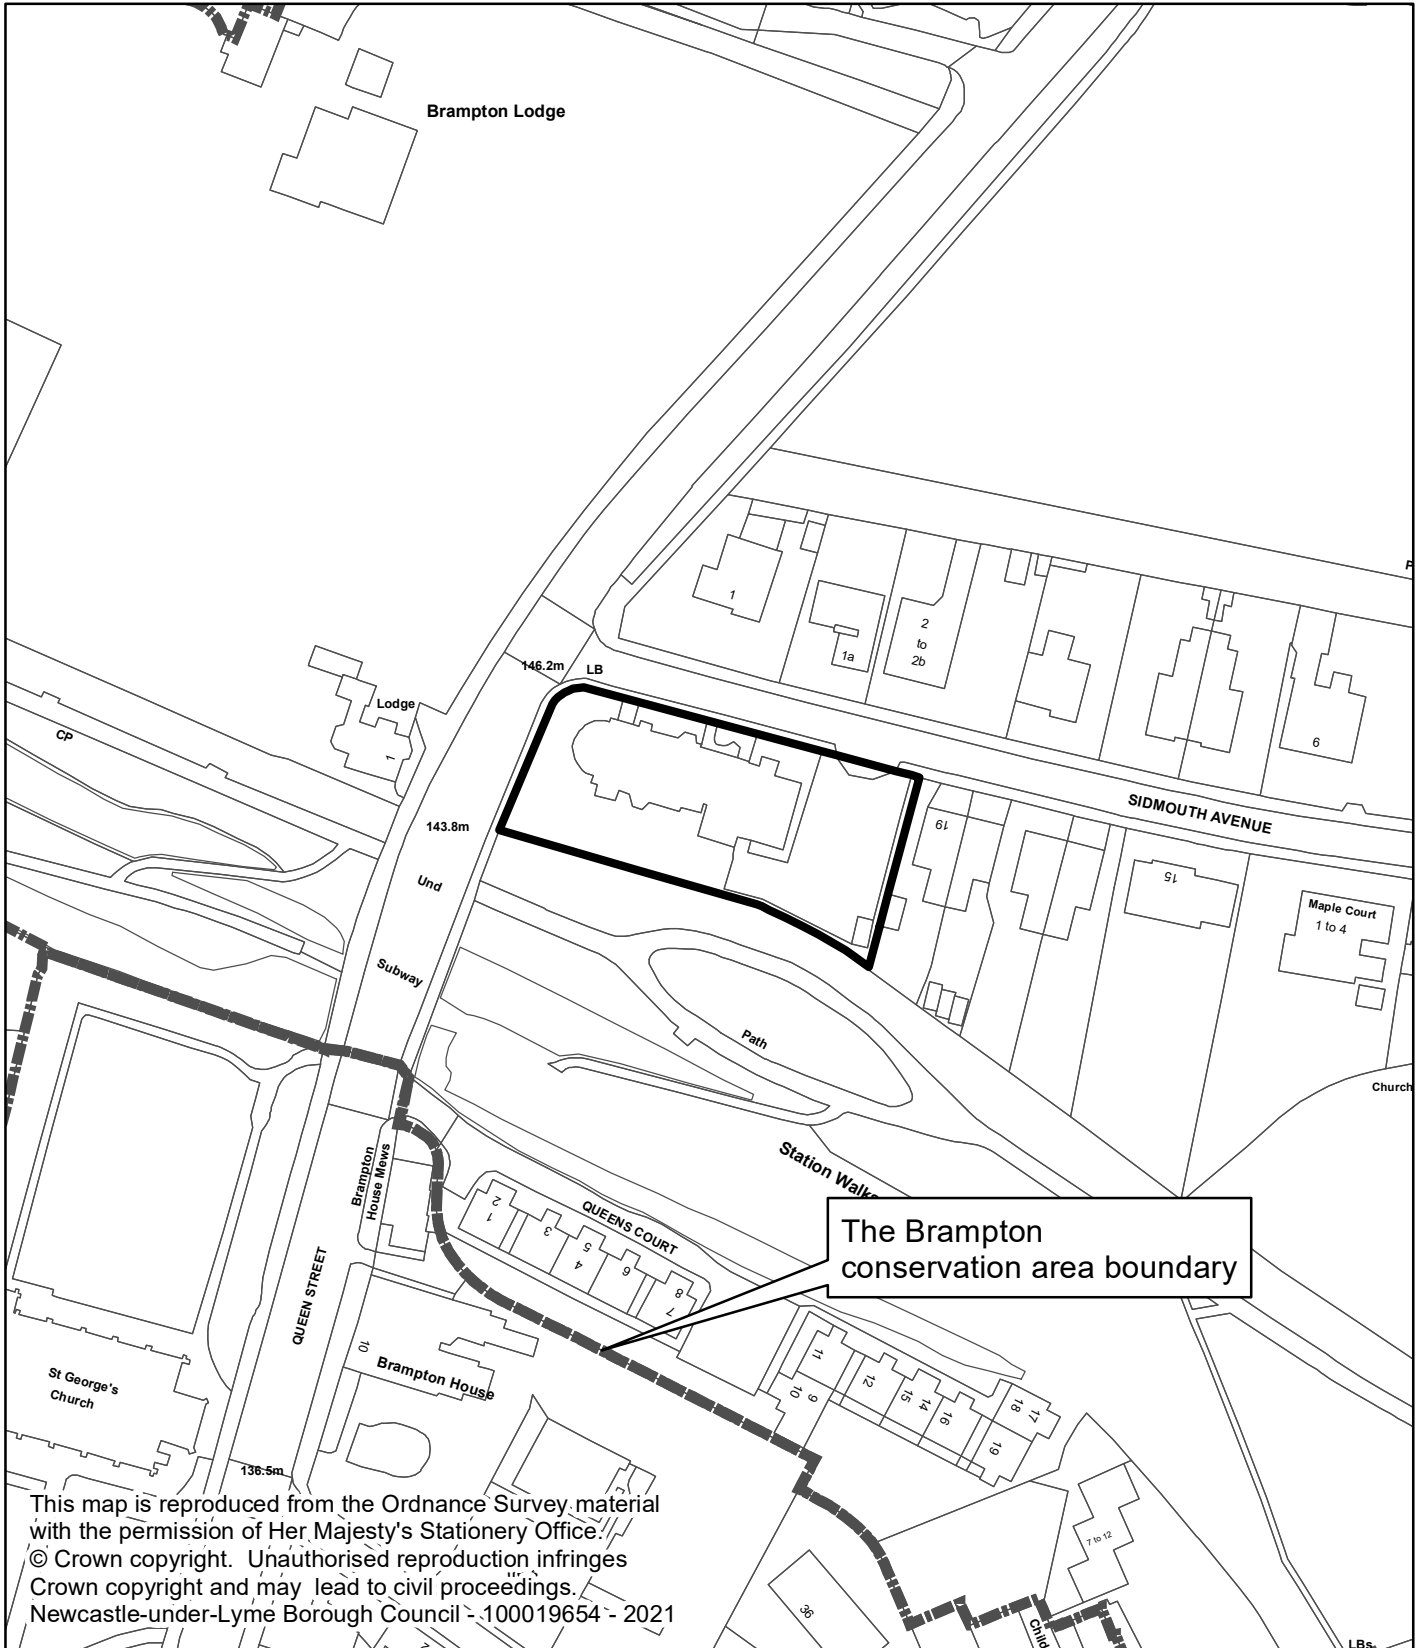 Brampton Lodge
1
1a
2
to
2b
6
146.2m
LB
Lodge
1
CP
143.8m
Und
Subway
SIDMOUTH AVENUE
19
15
Maple Court
1 to 4
Church
Path
Station Walks
Brampton
House Mews
QUEENS COURT
2
1
3
5
4
6
8
7
The Brampton
conservation area boundary
QUEEN STREET
10
Brampton House
St George's
Church
11
10
9
12
15
14
16
18
17
19
136.5m
7 to 12
36
LBs
This map is reproduced from the Ordnance Survey material
with the permission of Her Majesty's Stationery Office.
© Crown copyright. Unauthorised reproduction infringes
Crown copyright and may lead to civil proceedings.
Newcastle-under-Lyme Borough Council - 100019654 - 2021